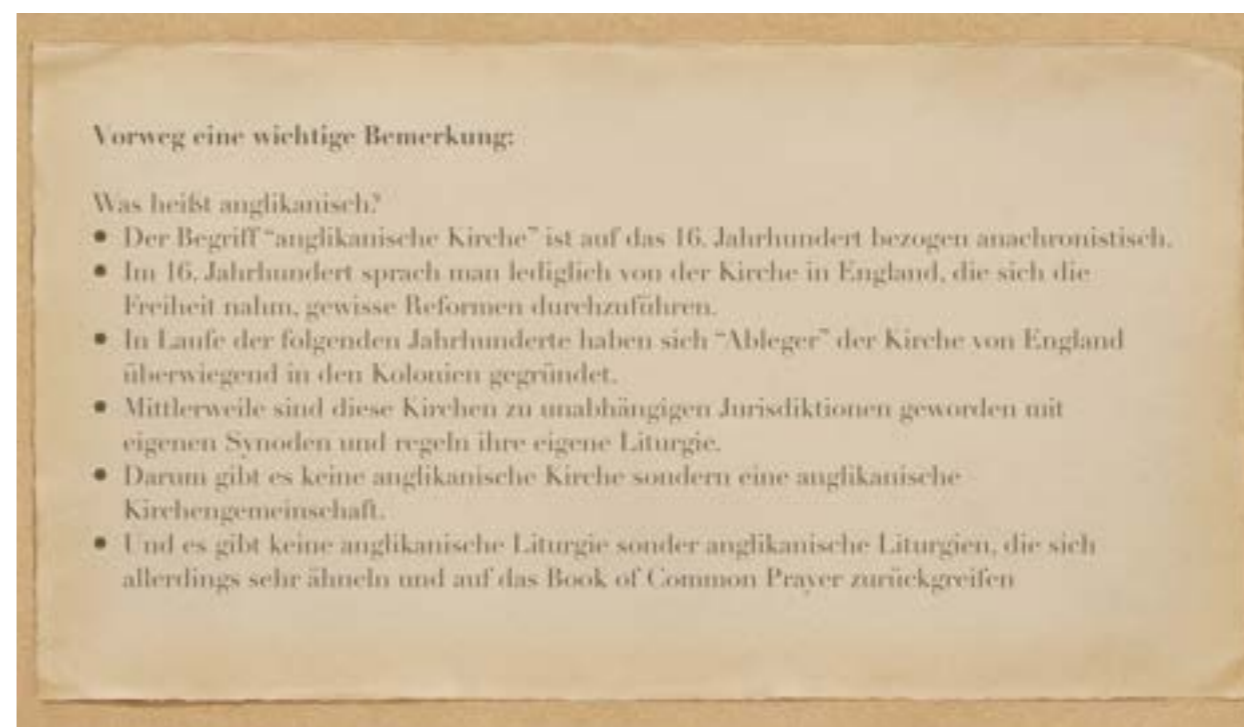 Vorweg eine wichtige Bemerkung:
Was heißt anglikanisch?
• Der Begriff “anglikanische Kirche” ist auf das 16. Jahrhundert bezogen anachronistisch.
• Im 16. Jahrhundert sprach man lediglich von der Kirche in England, die sich die
Freiheit nahm, gewisse Reformen durchzuführen.
• In Laufe der folgenden Jahrhunderte haben sich “Ableger” der Kirche von England
überwiegend in den Kolonien gegründet.
• Mittlerweile sind diese Kirchen zu unabhängigen Jurisdiktionen geworden mit
eigenen Synoden und regeln ihre eigene Liturgie.
• Darum gibt es keine anglikanische Kirche sondern eine anglikanische
Kirchengemeinschaft.
• Und es gibt keine anglikanische Liturgie sonder anglikanische Liturgien, die sich
allerdings sehr ähneln und auf das Book of Common Prayer zurückgreifen